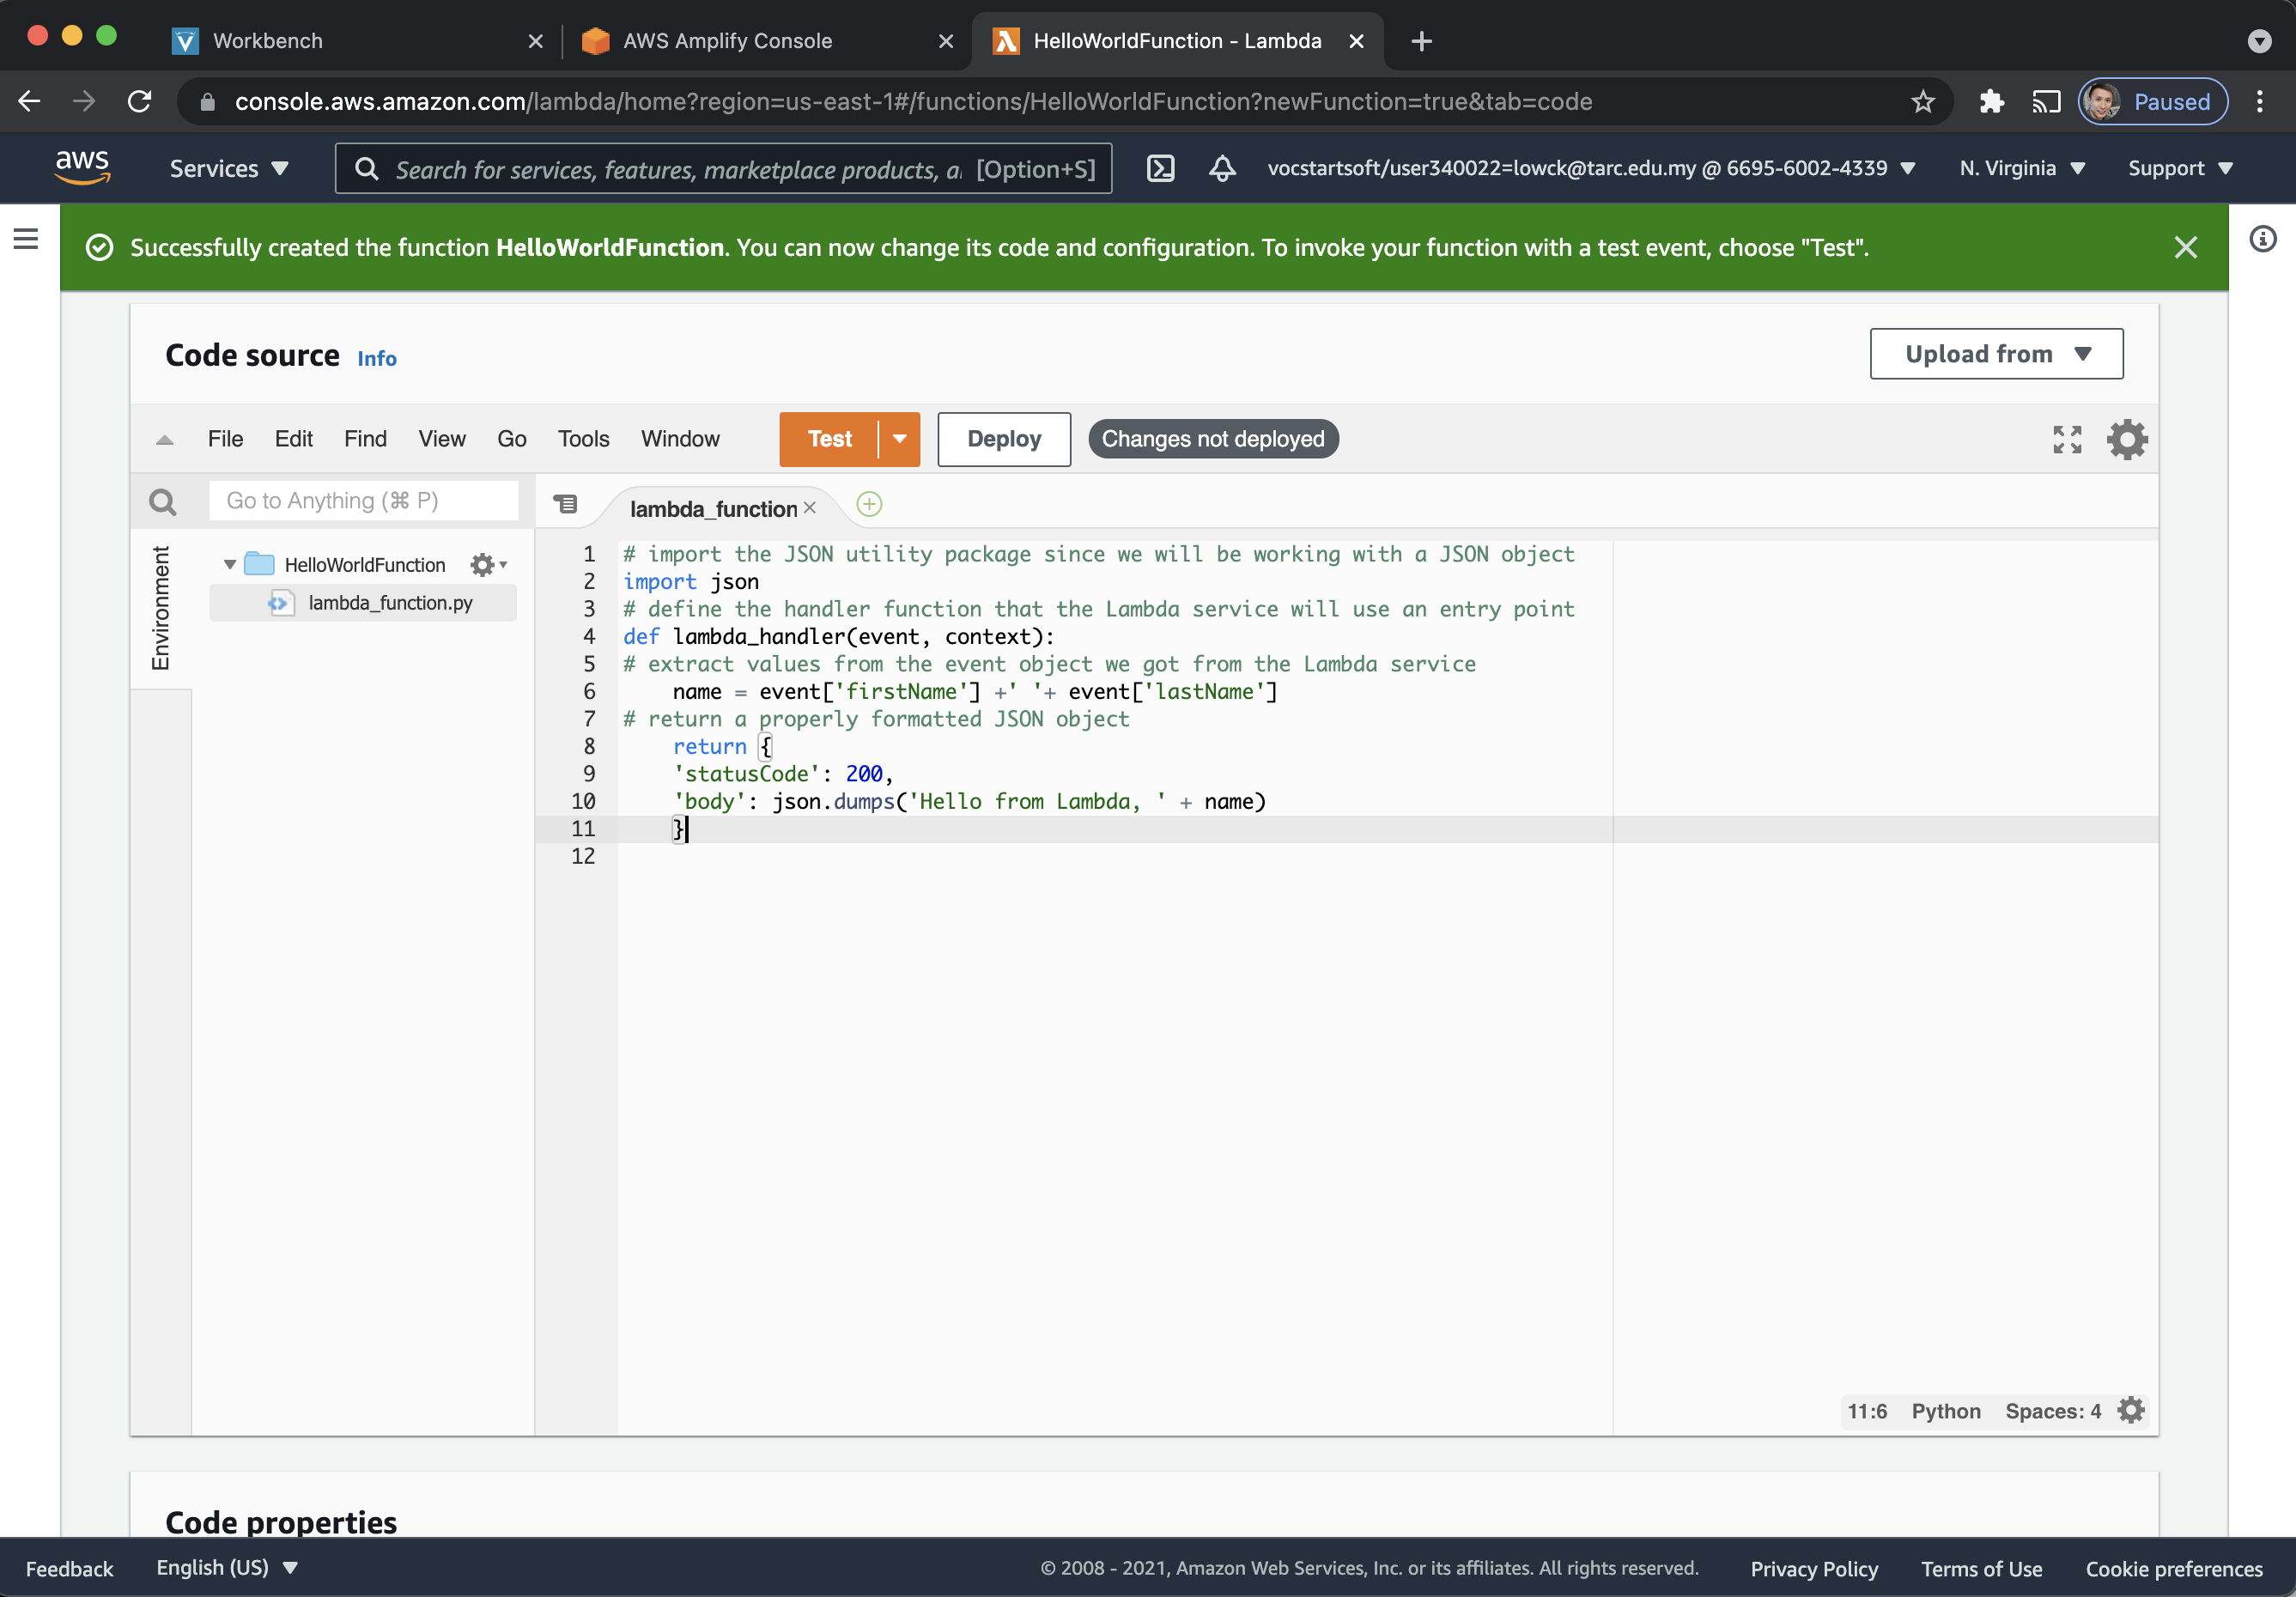 Workbench
AWS Amplify Console
HelloWorldFunction - Lambda
console.aws.amazon.com/lambda/home?region=us-east-1#/functions/HelloWorldFunction?newFunction=true&tab=code
Paused
aws
Services
Search for services, features, marketplace products, a [Option+S]
vocstartsoft/user340022=lowck@tarc.edu.my @ 6695-6002-4339
N. Virginia
Support
Successfully created the function HelloWorldFunction. You can now change its code and configuration. To invoke your function with a test event, choose "Test".
Code source Info
Upload from
File Edit Find View Go Tools Window
Test
Deploy
Changes not deployed
Go to Anything (⌘ P)
lambda_function
Environment
HelloWorldFunction
lambda_function.py
1 # import the JSON utility package since we will be working with a JSON object
2 import json
3 # define the handler function that the Lambda service will use an entry point
4 def lambda_handler(event, context):
5 # extract values from the event object we got from the Lambda service
6     name = event['firstName'] +' '+ event['lastName']
7 # return a properly formatted JSON object
8     return {
9     'statusCode': 200,
10     'body': json.dumps('Hello from Lambda, ' + name)
11     }
12
11:6 Python Spaces: 4
Code properties
Feedback
English (US)
© 2008 - 2021, Amazon Web Services, Inc. or its affiliates. All rights reserved.
Privacy Policy
Terms of Use
Cookie preferences